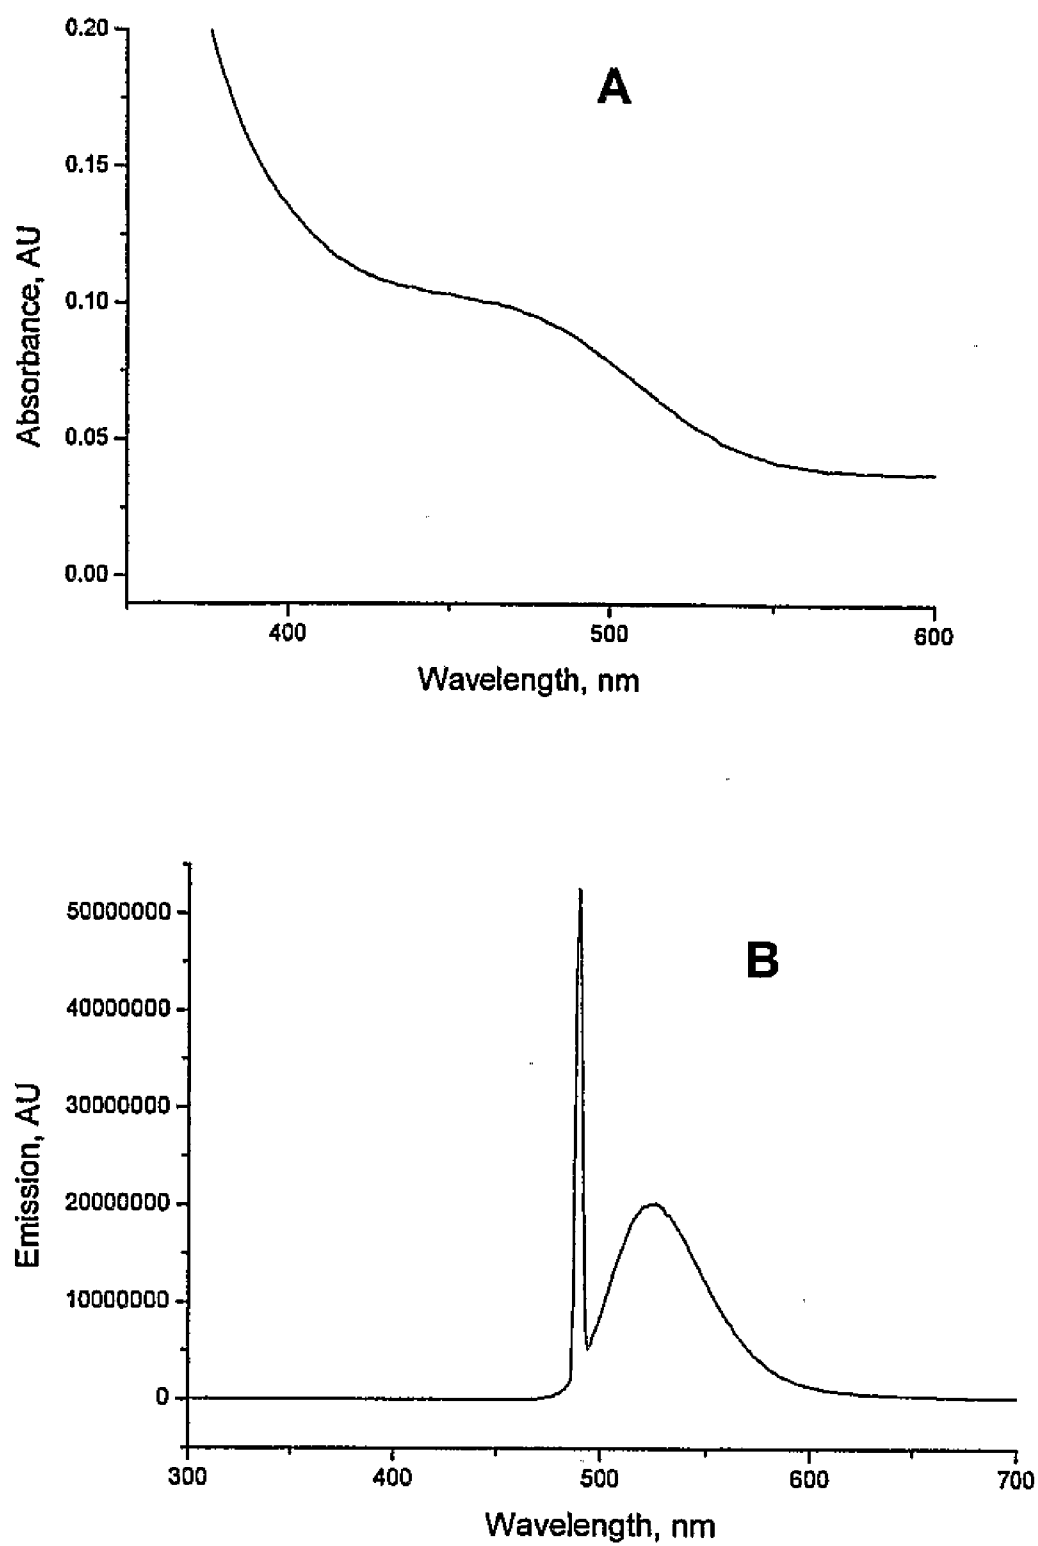 0.20
A
0.15
Absorbance, AU
0.10
0.05
0.00
400 500 600
Wavelength, nm
50000000
B
40000000
30000000
Emission, AU
20000000
10000000
0
300 400 500 600 700
Wavelength, nm